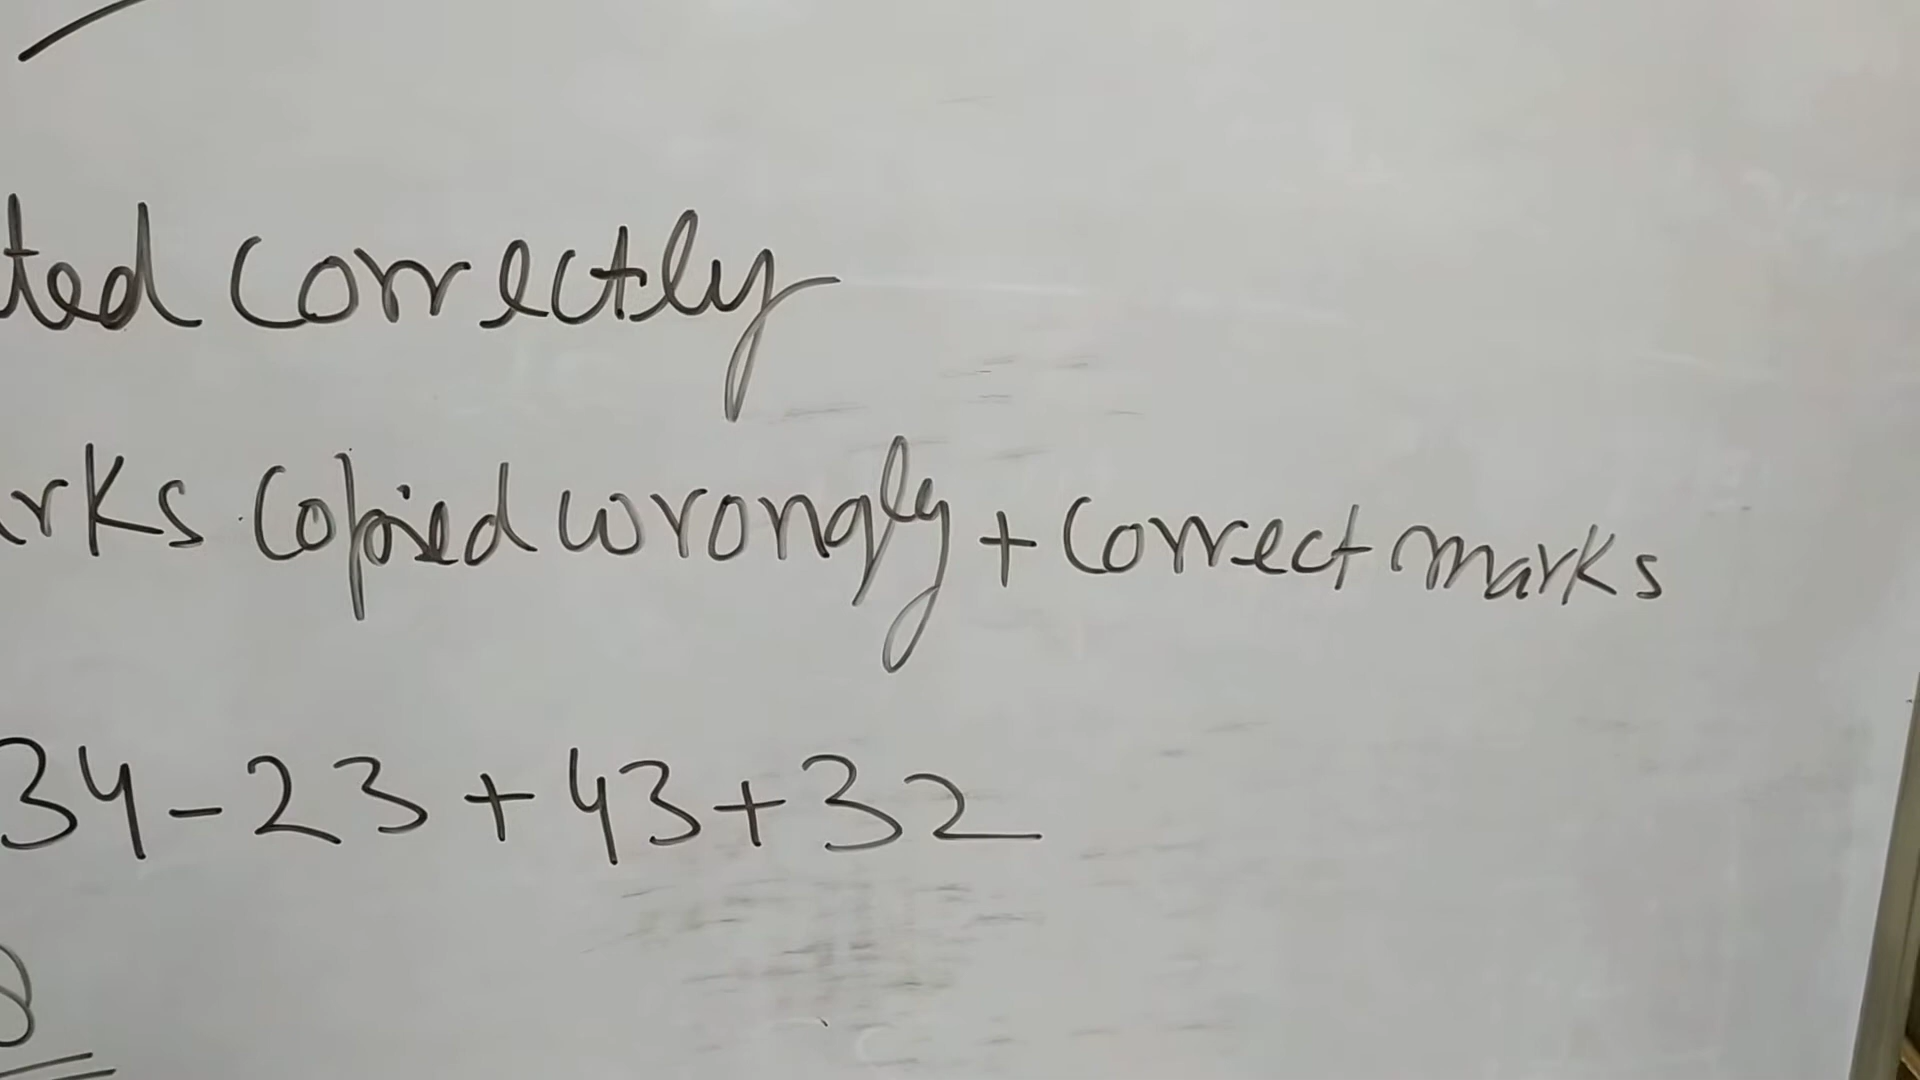 ted correctly
rks copied wrongly + correct marks
34 - 23 + 43 + 32